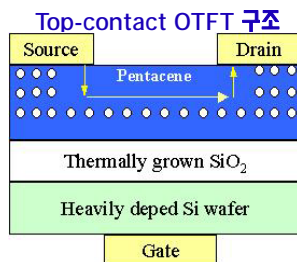 Top-contact OTFT 구조
Source
Drain
Pentacene
Thermally grown SiO₂
Heavily deped Si wafer
Gate